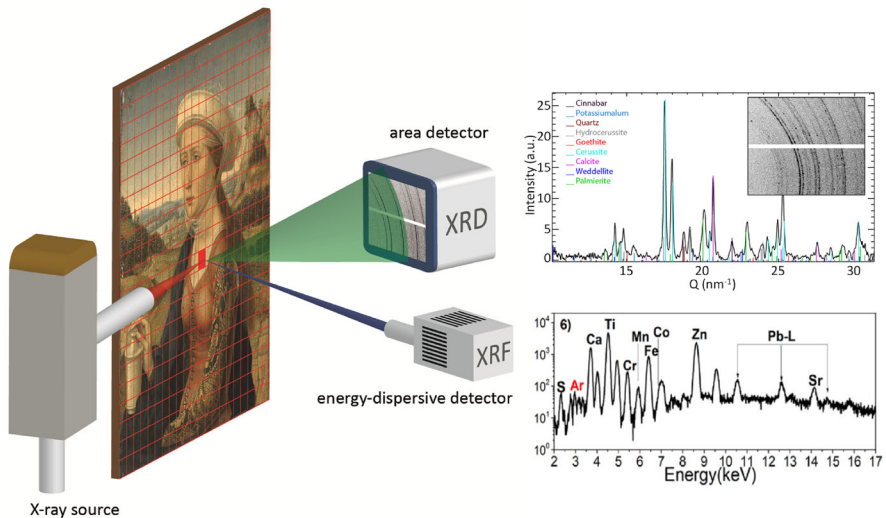 area detector
XRD
XRF
energy-dispersive detector
X-ray source
Intensity (a.u.)
25
20
15
10
5
0
Cinnabar
Potassiumalum
Quartz
Hydrocerussite
Goethite
Cerussite
Calcite
Weddellite
Palmierite
15 20 25 30
Q (nm⁻¹)
6)
10³
10²
10¹
10⁰
S Ar Ca Ti Cr Mn Fe Co Zn Pb-L Sr
2 3 4 5 6 7 8 9 10 11 12 13 14 15 16 17
Energy(keV)